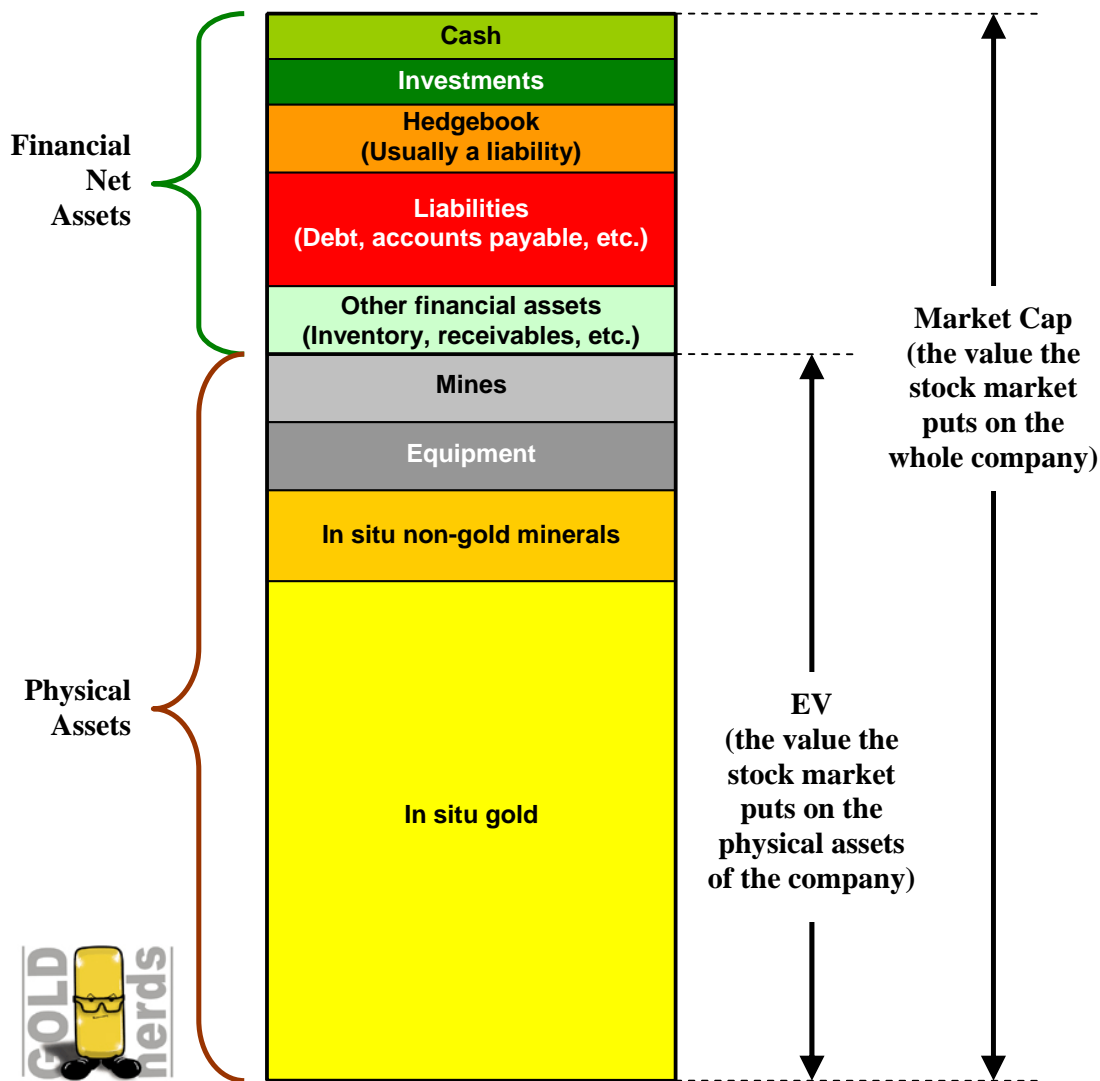 Cash
Investments
Hedgebook
(Usually a liability)
Liabilities
(Debt, accounts payable, etc.)
Other financial assets
(Inventory, receivables, etc.)
Mines
Equipment
In situ non-gold minerals
In situ gold
Financial
Net
Assets
Physical
Assets
Market Cap
(the value the
stock market
puts on the
whole company)
EV
(the value the
stock market
puts on the
physical assets
of the company)
GOLD
nerds